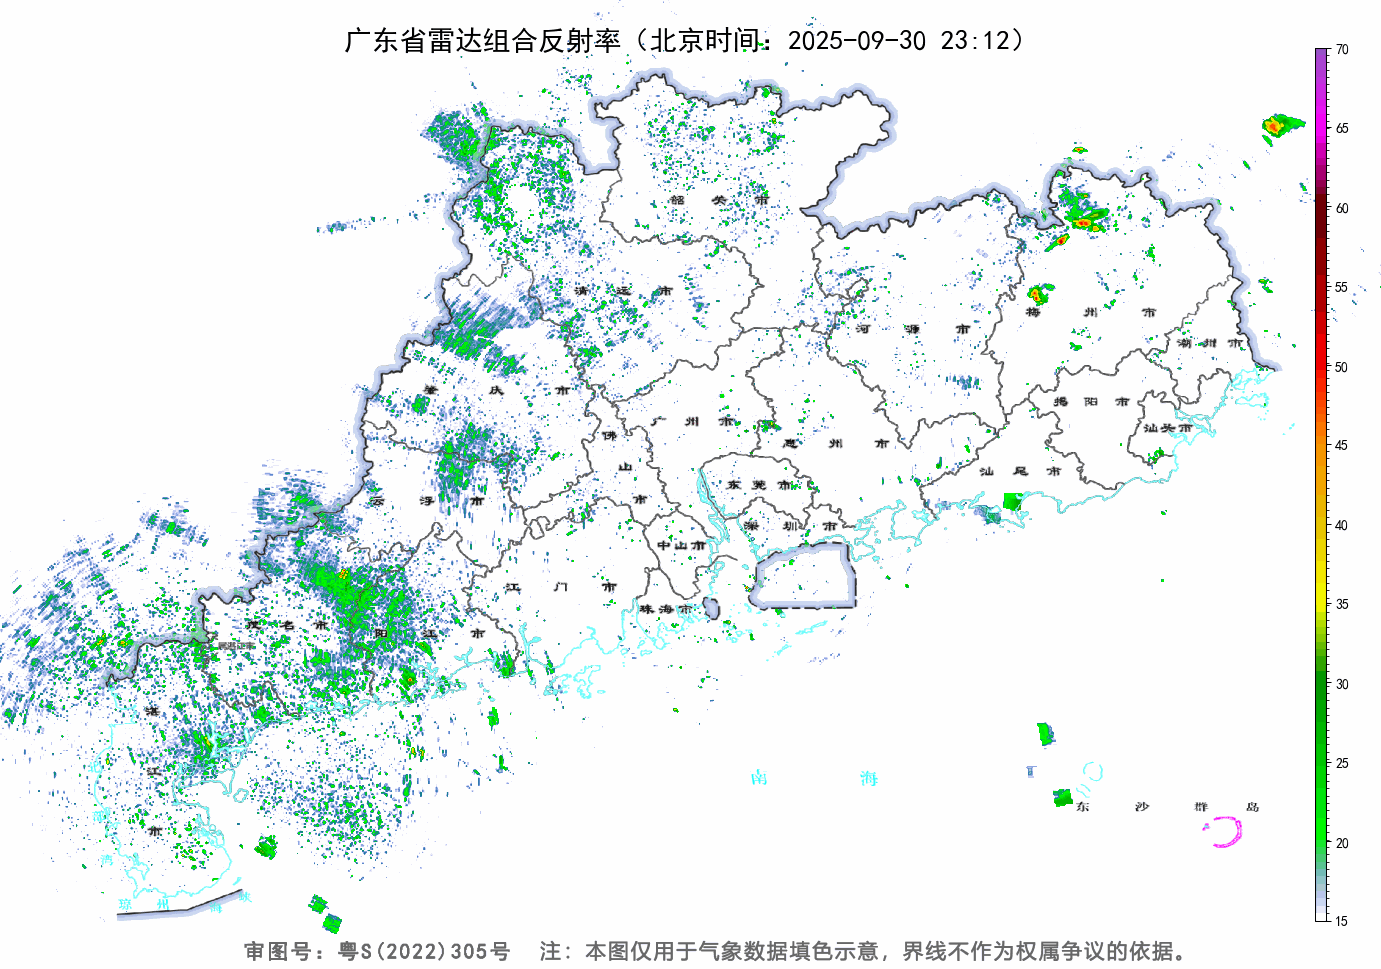 广东省雷达组合反射率（北京时间：2025-09-30 23:12）
70
65
60
55
50
45
40
35
30
25
20
15
韶关市
清远市
河源市
梅州市
潮州市
肇庆市
揭阳市
汕头市
广州市
佛山市
惠州市
汕尾市
云浮市
东莞市
深圳市
中山市
江门市
珠海市
茂名市
阳江市
湛江市
南海
东沙群岛
琼州海峡
审图号：粤S(2022)305号 注：本图仅用于气象数据填色示意，界线不作为权属争议的依据。